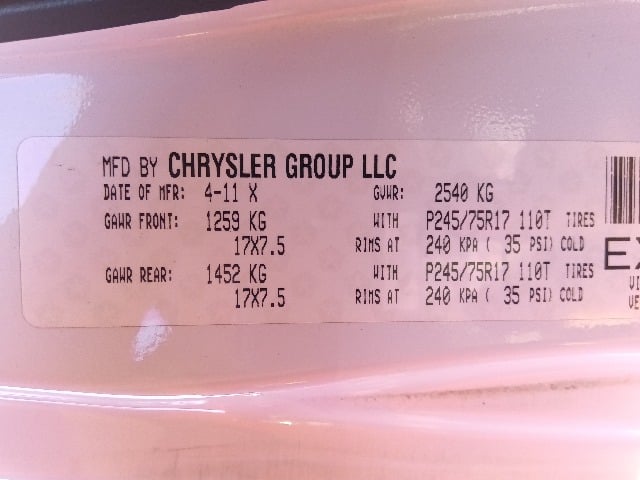 MFD BY CHRYSLER GROUP LLC
DATE OF MFR: 4-11 X GVWR: 2540 KG
GAWR FRONT: 1259 KG WITH P245/75R17 110T TIRES
17X7.5 RIMS AT 240 KPA ( 35 PSI) COLD
GAWR REAR: 1452 KG WITH P245/75R17 110T TIRES
17X7.5 RIMS AT 240 KPA ( 35 PSI) COLD
EX
VI
VE